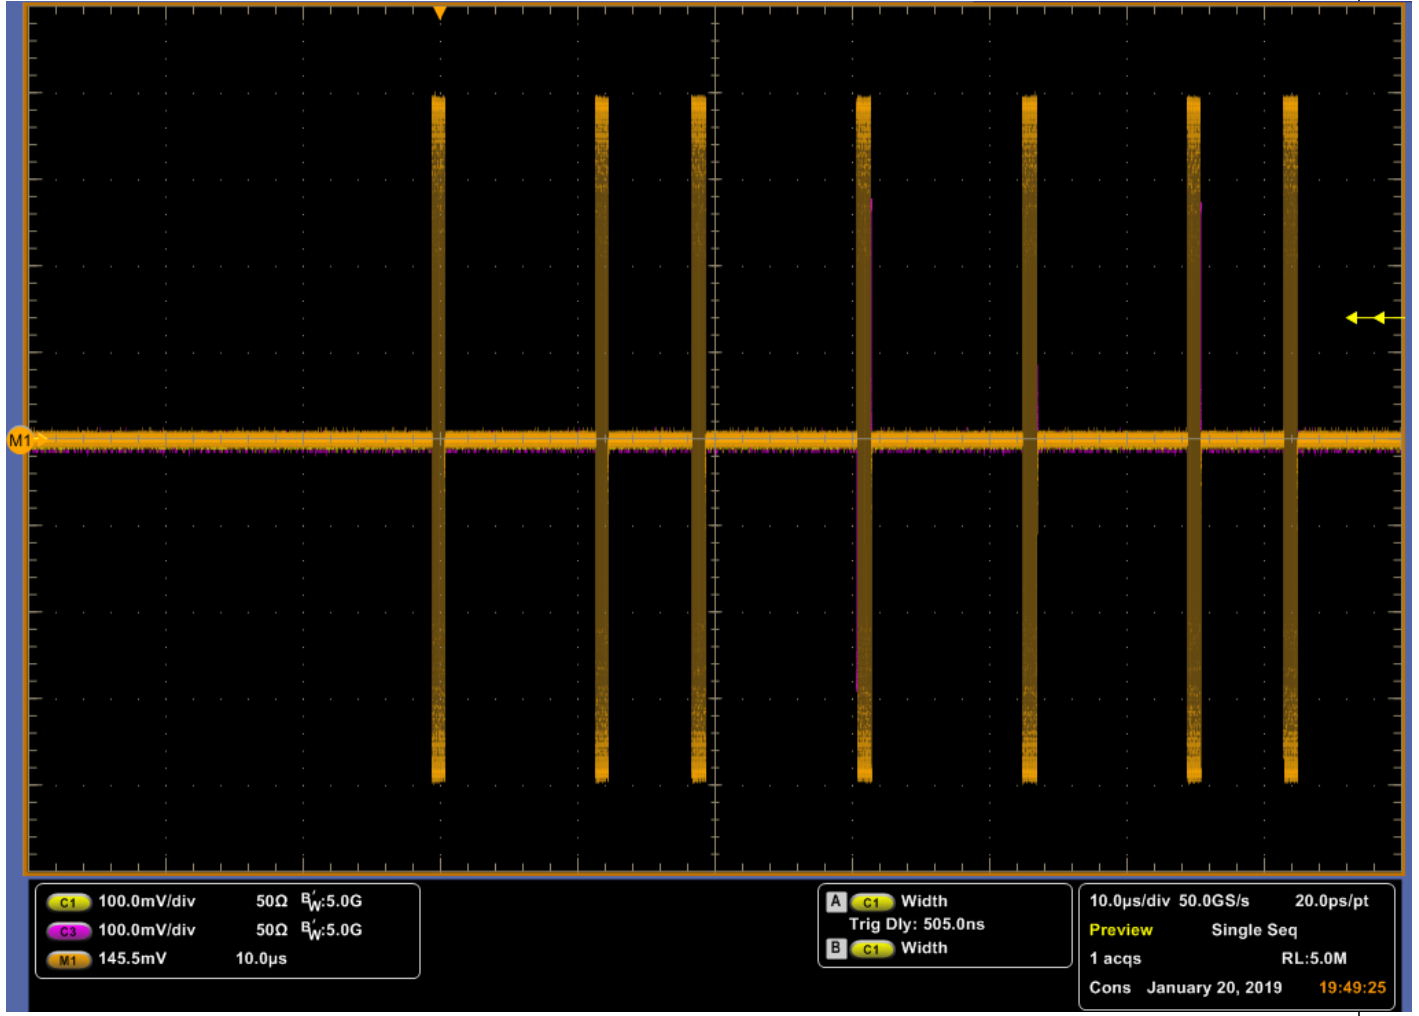 M1
C1 100.0mV/div 50Ω BW:5.0G
C3 100.0mV/div 50Ω BW:5.0G
M1 145.5mV 10.0µs
A C1 Width
Trig Dly: 505.0ns
B C1 Width
10.0µs/div 50.0GS/s 20.0ps/pt
Preview Single Seq
1 acqs RL:5.0M
Cons January 20, 2019 19:49:25